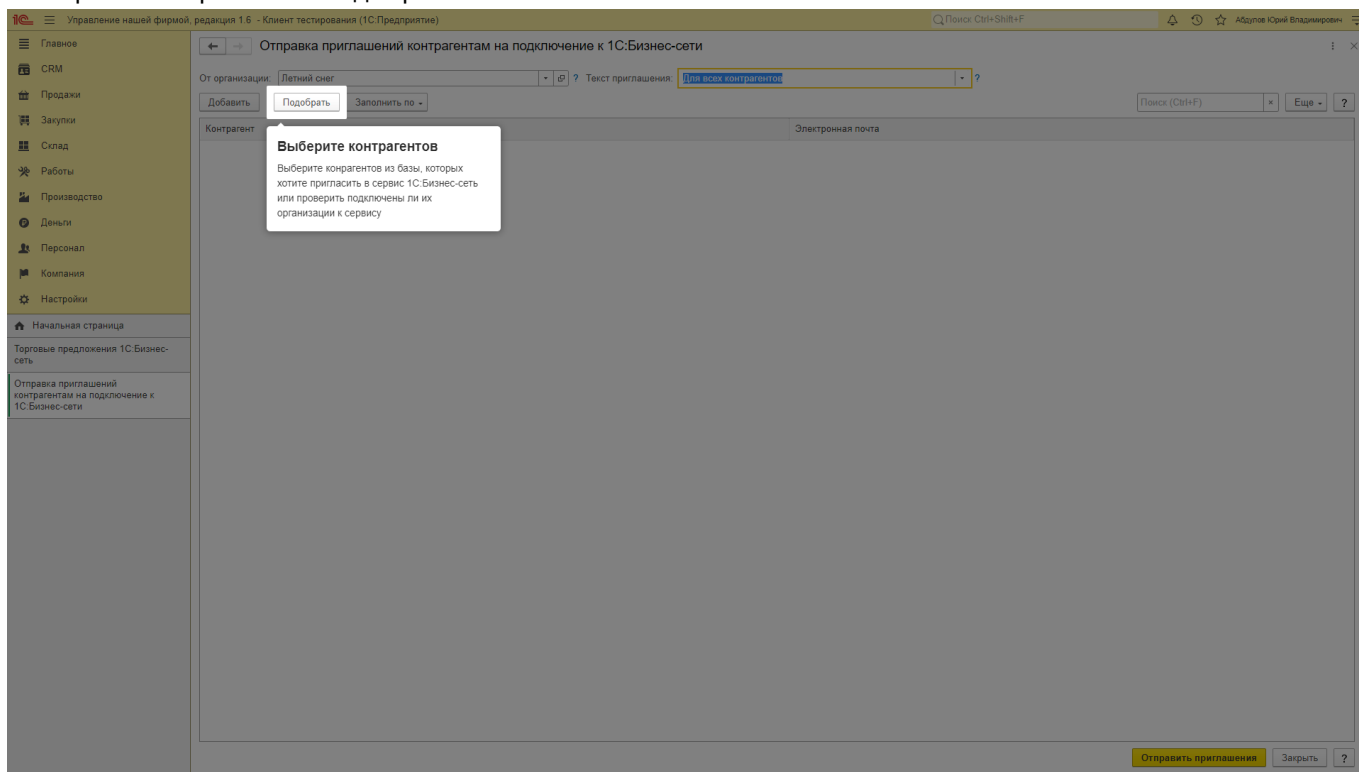 1С Управление нашей фирмой, редакция 1.6 - Клиент тестирования (1С:Предприятие) Поиск Ctrl+Shift+F Абдулов Юрий Владимирович
Главное
CRM
Продажи
Закупки
Склад
Работы
Производство
Деньги
Персонал
Компания
Настройки
Начальная страница
Торговые предложения 1С:Бизнес-
сеть
Отправка приглашений
контрагентам на подключение к
1С:Бизнес-сети
Отправка приглашений контрагентам на подключение к 1С:Бизнес-сети
От организации: Летний снег ? Текст приглашения: Для всех контрагентов ?
Добавить Подобрать Заполнить по Поиск (Ctrl+F) × Еще ?
Контрагент Электронная почта
Выберите контрагентов
Выберите конрагентов из базы, которых
хотите пригласить в сервис 1С:Бизнес-сеть
или проверить подключены ли их
организации к сервису
Отправить приглашения Закрыть ?